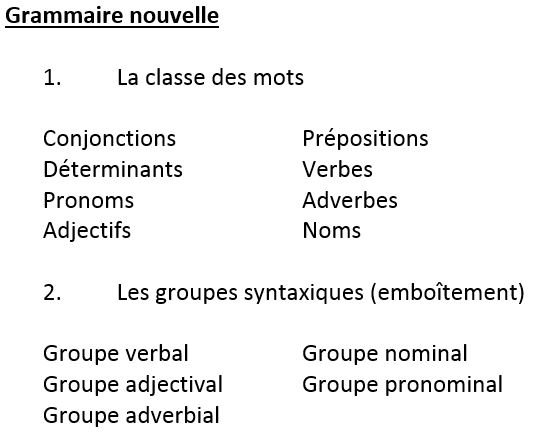 Grammaire nouvelle
1. La classe des mots
Conjonctions Prépositions
Déterminants Verbes
Pronoms Adverbes
Adjectifs Noms
2. Les groupes syntaxiques (emboîtement)
Groupe verbal Groupe nominal
Groupe adjectival Groupe pronominal
Groupe adverbial